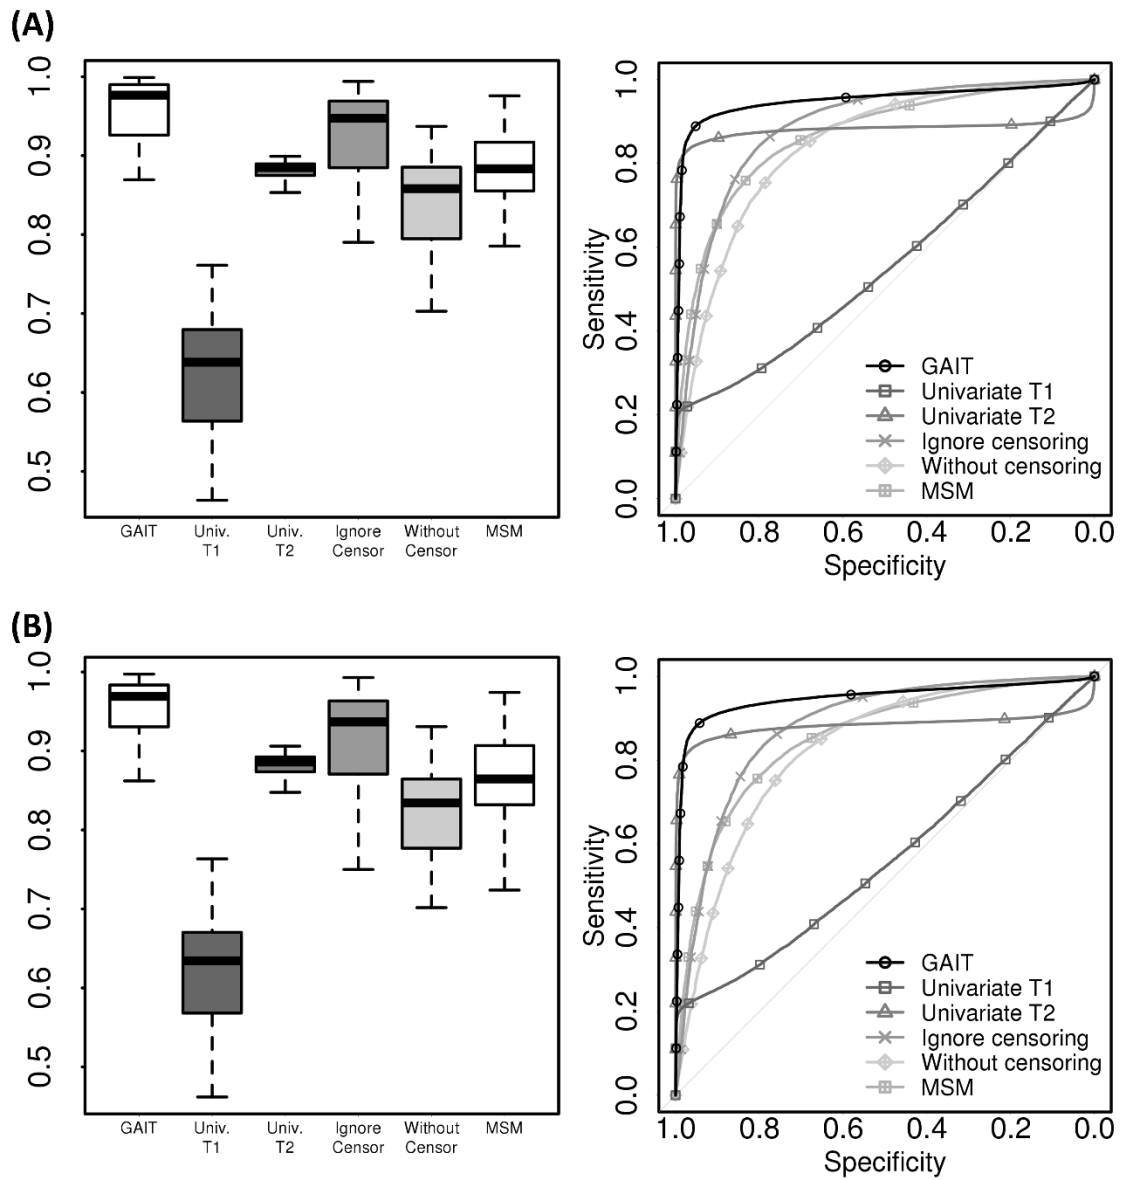 (A)
1.0
0.9
0.8
0.7
0.6
0.5
GAIT
Univ.
T1
Univ.
T2
Ignore
Censor
Without
Censor
MSM
Sensitivity
1.0
0.8
0.6
0.4
0.2
0.0
GAIT
Univariate T1
Univariate T2
Ignore censoring
Without censoring
MSM
1.0 0.8 0.6 0.4 0.2 0.0
Specificity
(B)
1.0
0.9
0.8
0.7
0.6
0.5
GAIT
Univ.
T1
Univ.
T2
Ignore
Censor
Without
Censor
MSM
Sensitivity
1.0
0.8
0.6
0.4
0.2
0.0
GAIT
Univariate T1
Univariate T2
Ignore censoring
Without censoring
MSM
1.0 0.8 0.6 0.4 0.2 0.0
Specificity